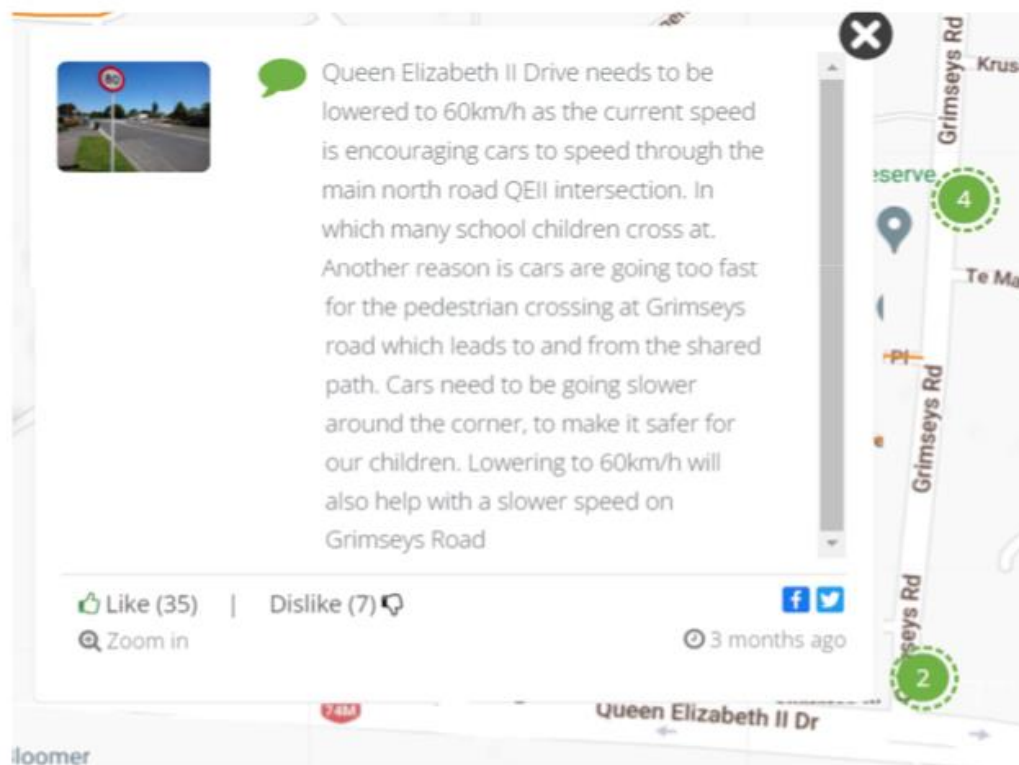 80
Queen Elizabeth II Drive needs to be
lowered to 60km/h as the current speed
is encouraging cars to speed through the
main north road QEII intersection. In
which many school children cross at.
Another reason is cars are going too fast
for the pedestrian crossing at Grimseys
road which leads to and from the shared
path. Cars need to be going slower
around the corner, to make it safer for
our children. Lowering to 60km/h will
also help with a slower speed on
Grimseys Road
Like (35) | Dislike (7)
Zoom in
3 months ago
Grimseys Rd
Krus
eserve
4
Te Ma
Pl
Grimseys Rd
seys Rd
2
74M
Queen Elizabeth II Dr
loomer